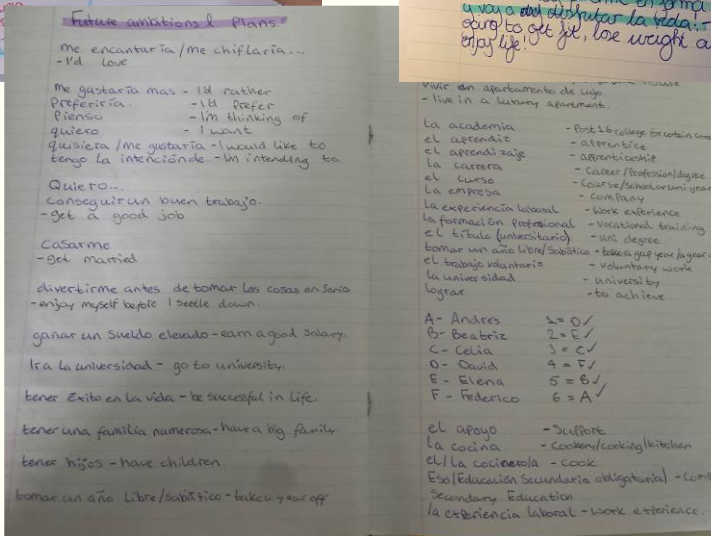 Future ambitions & Plans.
me encantaría/me chiflaría...
- I'd love
me gustaría mas - I'd rather
Preferiría. - I'd Prefer
Pienso - I'm thinking of
quiero - I want
quisiera/me gustaría - I would like to
tengo la intención de - I'm intending to
Quiero...
conseguir un buen trabajo.
- get a good job
casarme
- get married
divertirme antes de tomar las cosas en serio
- enjoy myself before I settle down.
ganar un sueldo elevado - earn a good salary.
Ir a la universidad - go to university.
tener Exito en la vida - be successful in life.
tener una familia numerosa - have a big family
tener hijos - have children.
tomar un año Libre/sabático - take a year off
y voy a disfutar la vida:-
going to get fit, lose weight a
enjoy life!
vivir en apartamento de lujo
- live in a luxury apartment.
La academia - Post 16 college for certain
el aprendiz - apprentice
el aprendizaje - apprenticeship
la carrera - Career/Profession/degree
el curso - Course/school or uni year
La empresa - company
La experiencia laboral - Work experience
la formación Profesional - vocational training
el título (universitario) - uni degree
tomar un año Libre/Sabático - take a gap year/a year
el trabajo voluntario - voluntary work
la universidad - university
lograr - to achieve
A - Andres 1 = D ✓
B - Beatriz 2 = E ✓
C - Celia 3 = C ✓
D - David 4 = F ✓
E - Elena 5 = B ✓
F - Federico 6 = A ✓
el apoyo - Support
La cocina - Cookery/cooking/kitchen
el/la cocinero/a - cook
Eso (Educación Secundaria obligatoria) - Com
Secondary Education
la experiencia laboral - work experience.